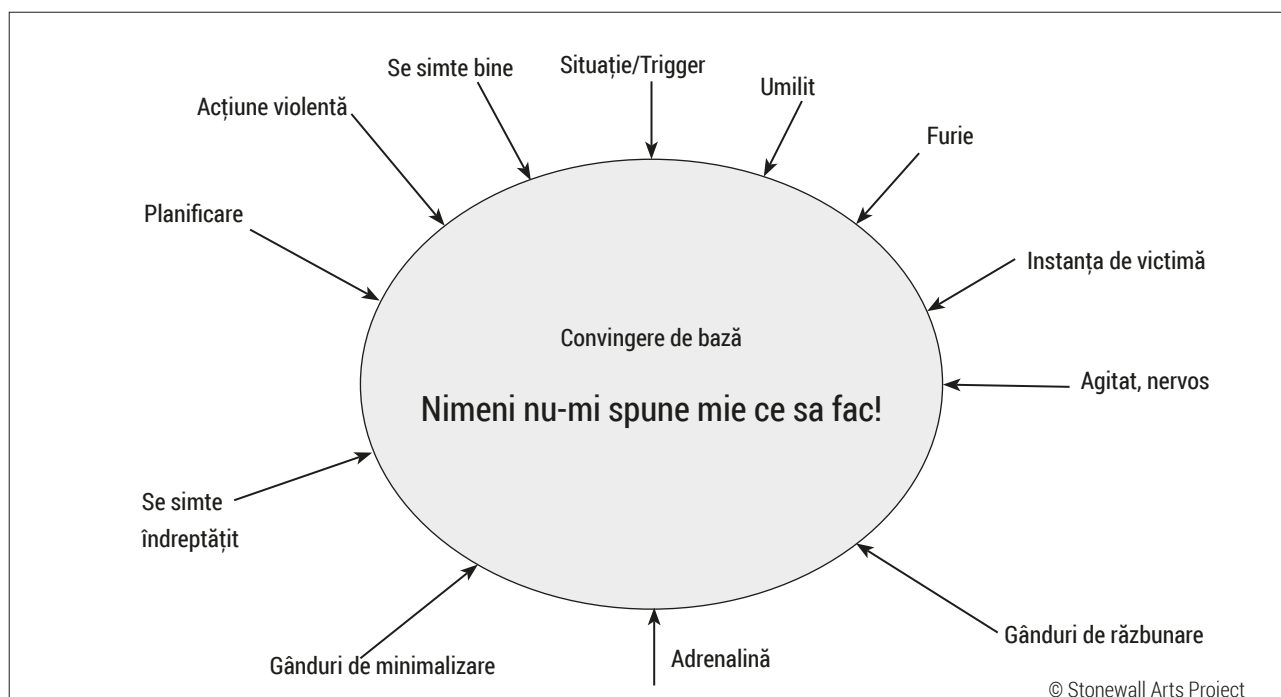 Situație/Trigger
Umilit
Furie
Instanța de victimă
Agitat, nervos
Gânduri de răzbunare
Adrenalină
Gânduri de minimalizare
Se simte
îndreptățit
Planificare
Acțiune violentă
Se simte bine
Convingere de bază
Nimeni nu-mi spune mie ce sa fac!
© Stonewall Arts Project